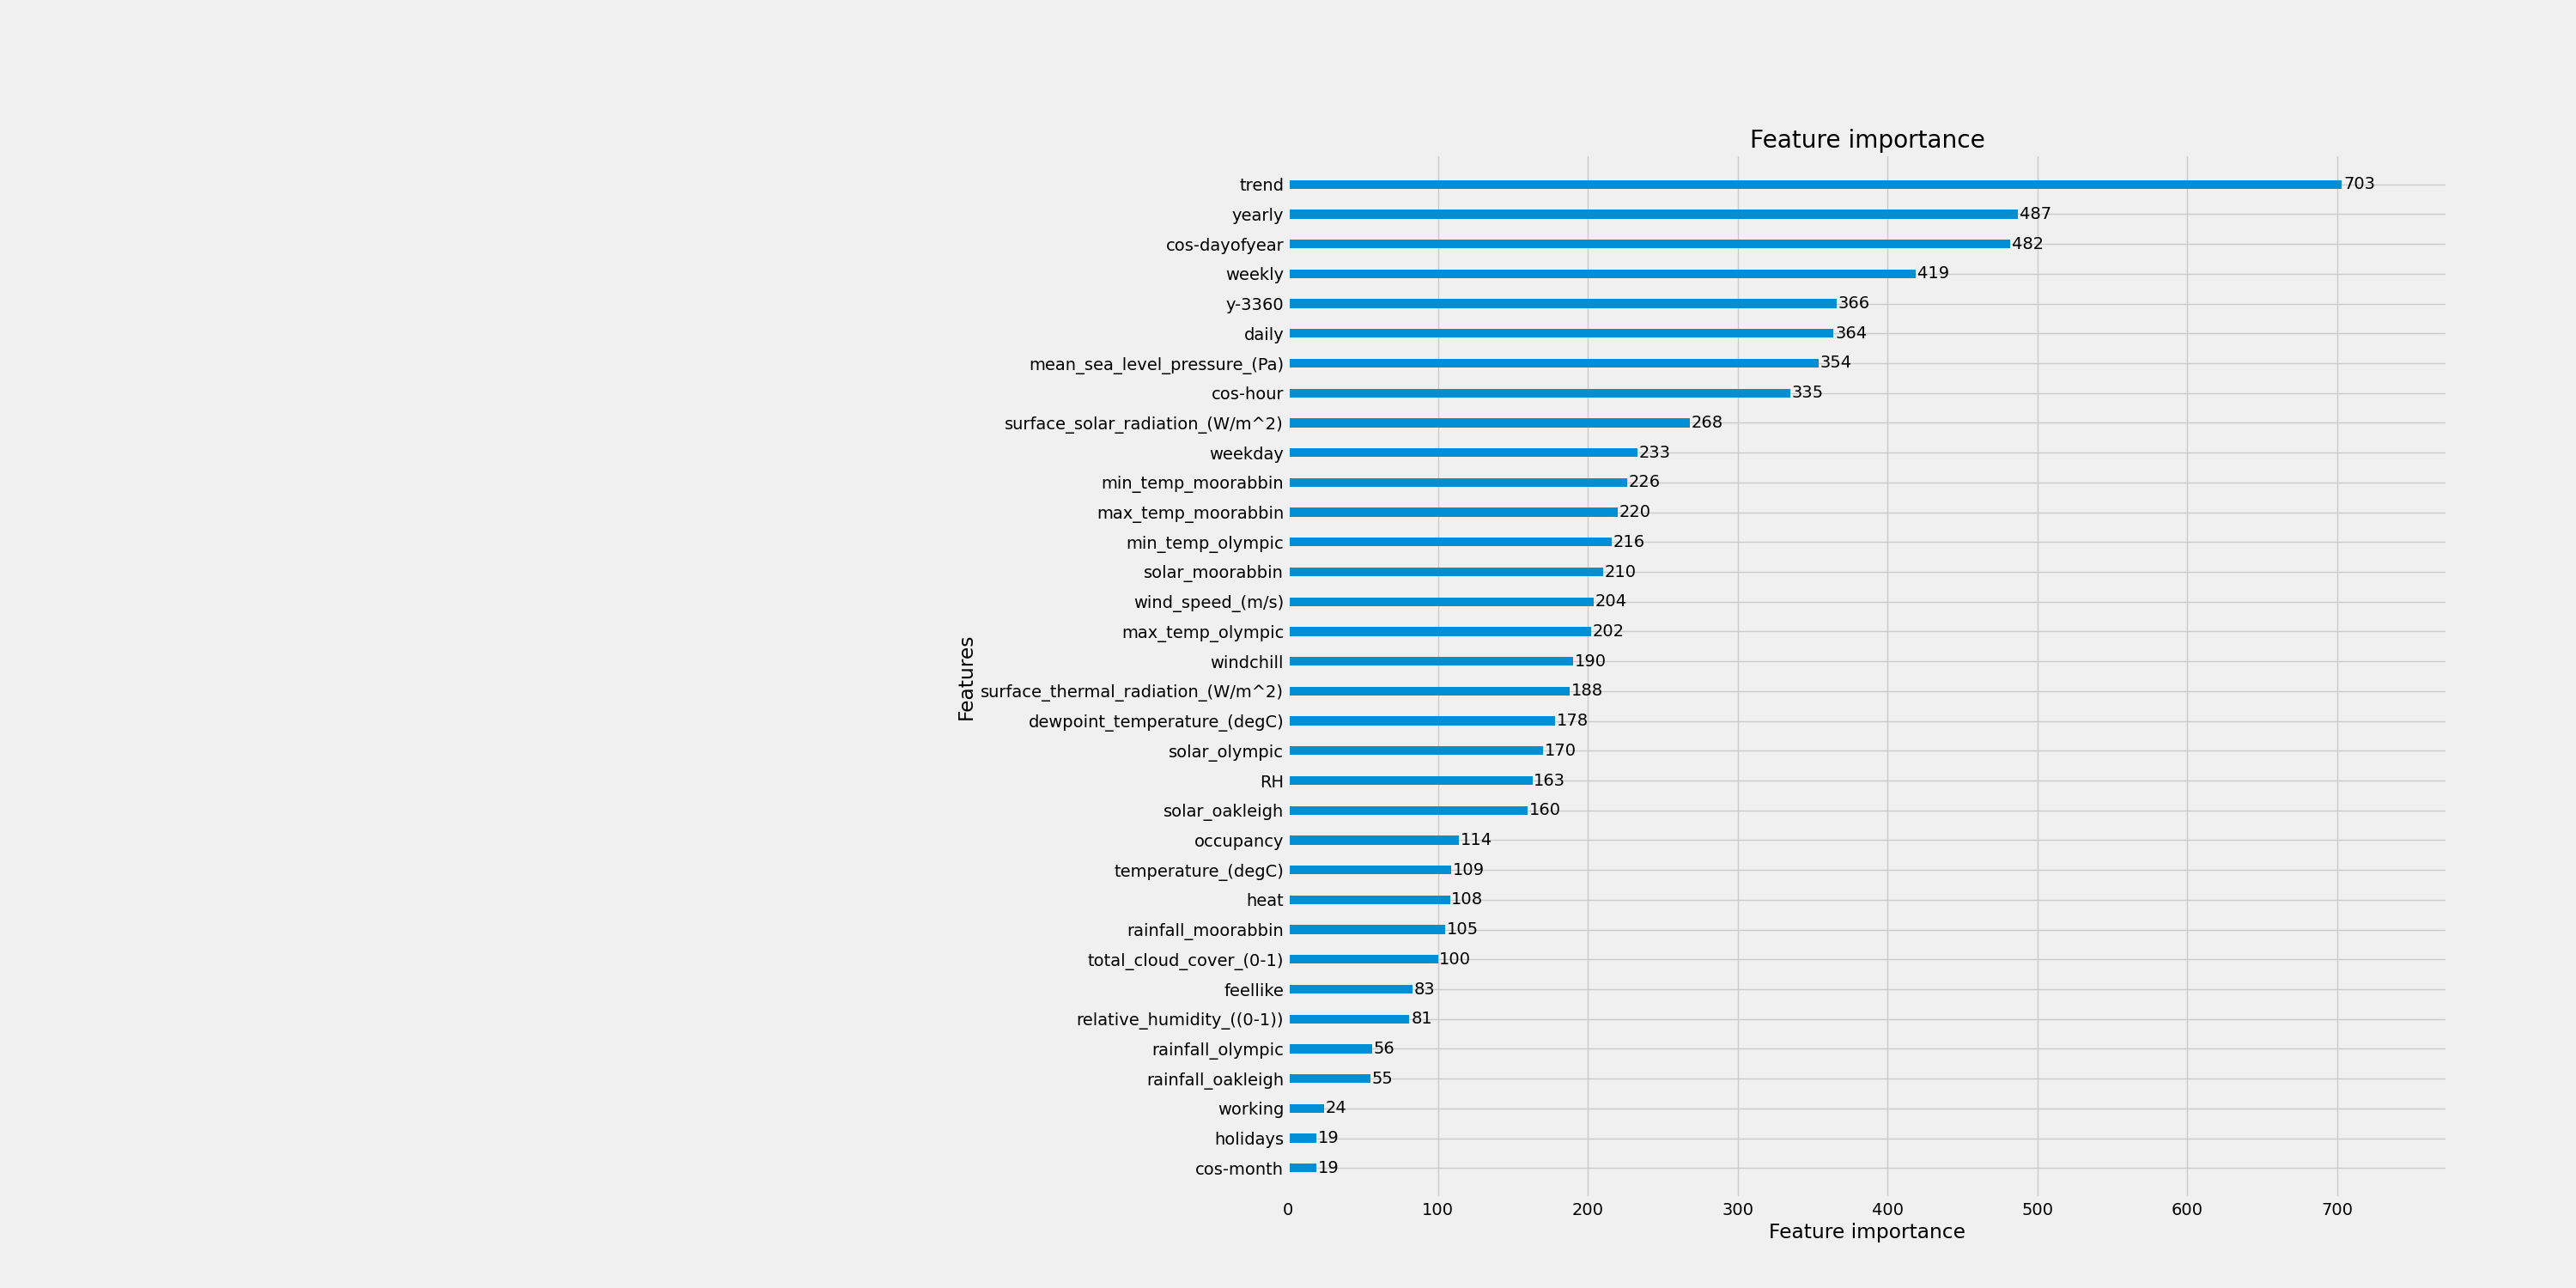 Feature importance
trend 703
yearly 487
cos-dayofyear 482
weekly 419
y-3360 366
daily 364
mean_sea_level_pressure_(Pa) 354
cos-hour 335
surface_solar_radiation_(W/m^2) 268
weekday 233
min_temp_moorabbin 226
max_temp_moorabbin 220
min_temp_olympic 216
solar_moorabbin 210
wind_speed_(m/s) 204
max_temp_olympic 202
windchill 190
Features
surface_thermal_radiation_(W/m^2) 188
dewpoint_temperature_(degC) 178
solar_olympic 170
RH 163
solar_oakleigh 160
occupancy 114
temperature_(degC) 109
heat 108
rainfall_moorabbin 105
total_cloud_cover_(0-1) 100
feellike 83
relative_humidity_((0-1)) 81
rainfall_olympic 56
rainfall_oakleigh 55
working 24
holidays 19
cos-month 19
0 100 200 300 400 500 600 700
Feature importance